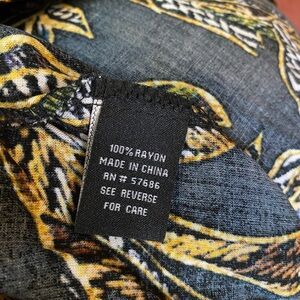 100% RAYON
MADE IN CHINA
RN # 57686
SEE REVERSE
FOR CARE